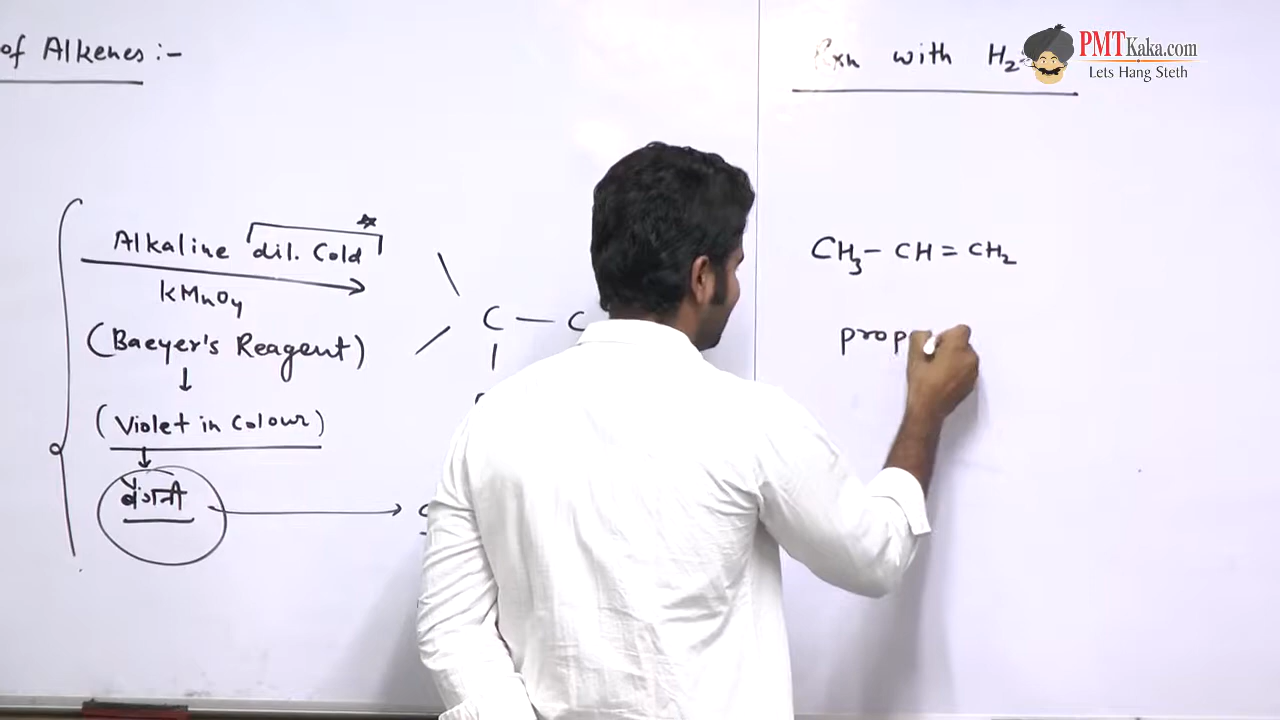 of Alkenes :-
Alkaline dil. Cold
KMnO4
(Baeyer's Reagent)
(Violet in Colour)
बैंगनी
C — C
Rxn with H2
CH3 – CH = CH2
prop
PMTKaka.com
Lets Hang Steth